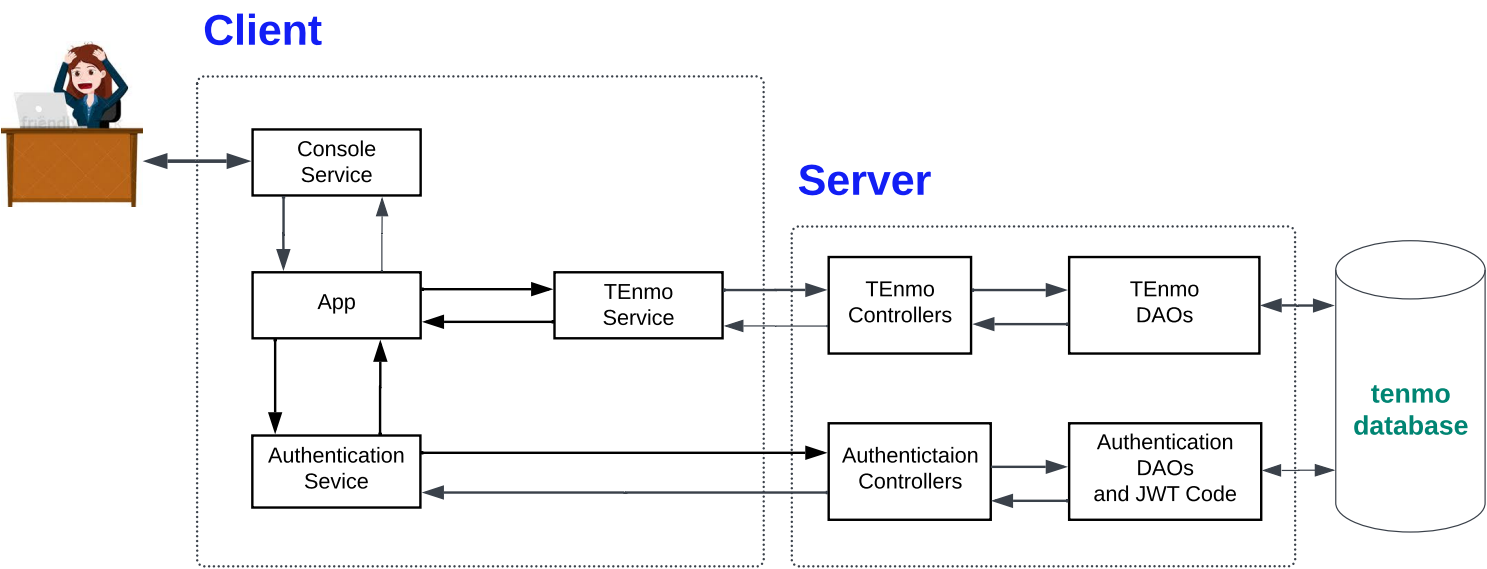 Client
Console
Service
App
TEnmo
Service
Authentication
Sevice
Server
TEnmo
Controllers
TEnmo
DAOs
Authentictaion
Controllers
Authentication
DAOs
and JWT Code
tenmo
database